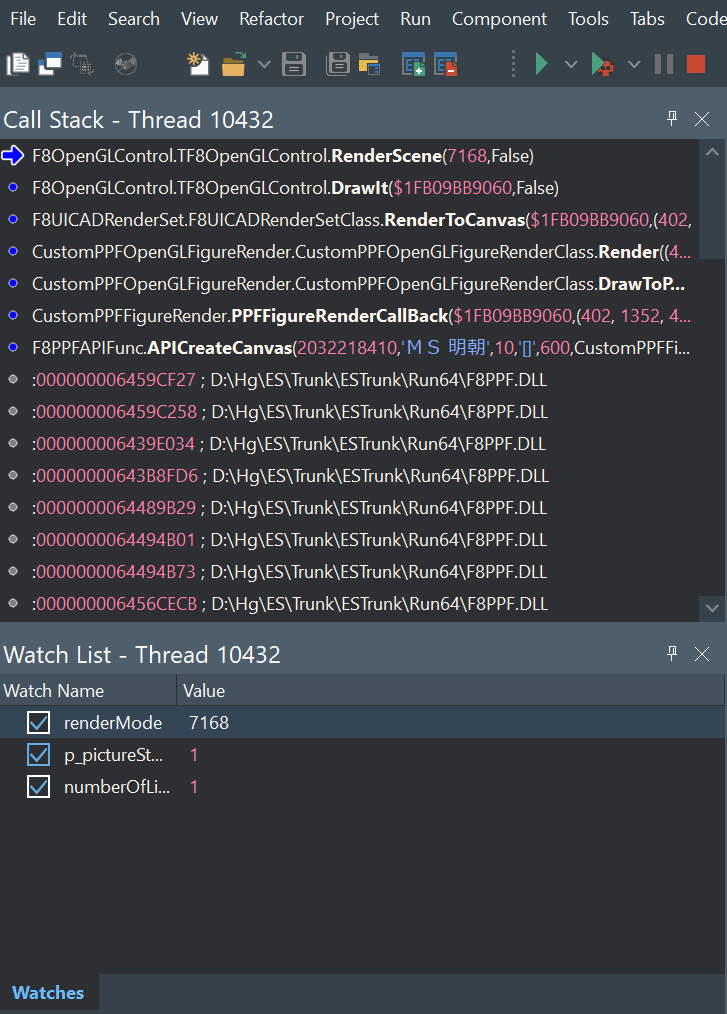 File Edit Search View Refactor Project Run Component Tools Tabs Code
Call Stack - Thread 10432
F8OpenGLControl.TF8OpenGLControl.RenderScene(7168,False)
F8OpenGLControl.TF8OpenGLControl.DrawIt($1FB09BB9060,False)
F8UICADRenderSet.F8UICADRenderSetClass.RenderToCanvas($1FB09BB9060,(402,
CustomPPFOpenGLFigureRender.CustomPPFOpenGLFigureRenderClass.Render((4...
CustomPPFOpenGLFigureRender.CustomPPFOpenGLFigureRenderClass.DrawToP...
CustomPPFFigureRender.PPFFigureRenderCallBack($1FB09BB9060,(402, 1352, 4...
F8PPFAPIFunc.APICreateCanvas(2032218410,'ＭＳ 明朝',10,'[]',600,CustomPPFFi...
:000000006459CF27 ; D:\Hg\ES\Trunk\ESTrunk\Run64\F8PPF.DLL
:000000006459C258 ; D:\Hg\ES\Trunk\ESTrunk\Run64\F8PPF.DLL
:000000006439E034 ; D:\Hg\ES\Trunk\ESTrunk\Run64\F8PPF.DLL
:00000000643B8FD6 ; D:\Hg\ES\Trunk\ESTrunk\Run64\F8PPF.DLL
:0000000064489B29 ; D:\Hg\ES\Trunk\ESTrunk\Run64\F8PPF.DLL
:0000000064494B01 ; D:\Hg\ES\Trunk\ESTrunk\Run64\F8PPF.DLL
:0000000064494B73 ; D:\Hg\ES\Trunk\ESTrunk\Run64\F8PPF.DLL
:000000006456CECB ; D:\Hg\ES\Trunk\ESTrunk\Run64\F8PPF.DLL
Watch List - Thread 10432
Watch Name Value
renderMode 7168
p_pictureSt... 1
numberOfLi... 1
Watches